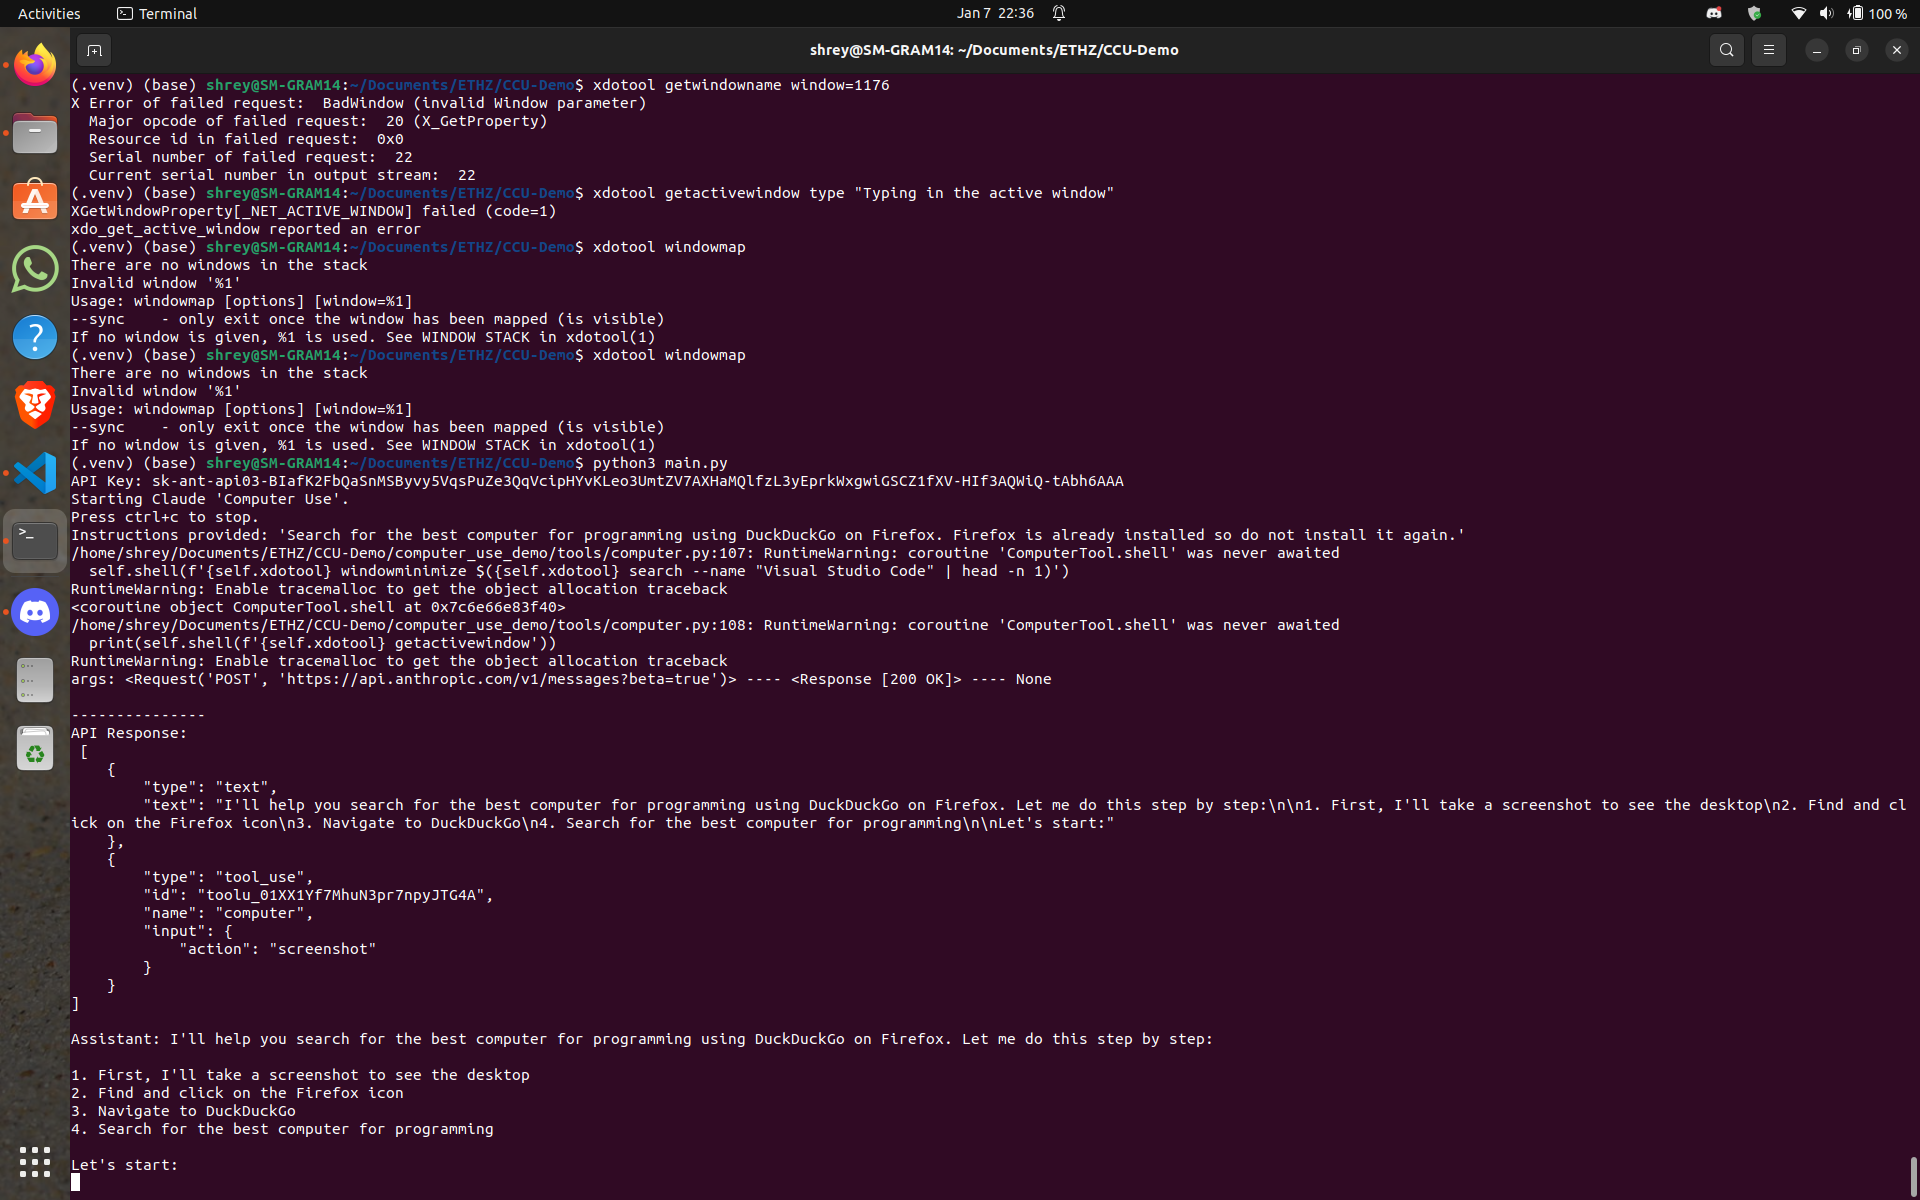 Activities
Terminal
Jan 7 22:36
100 %
shrey@SM-GRAM14: ~/Documents/ETHZ/CCU-Demo
(.venv) (base) shrey@SM-GRAM14:~/Documents/ETHZ/CCU-Demo$ xdotool getwindowname window=1176
X Error of failed request:  BadWindow (invalid Window parameter)
  Major opcode of failed request:  20 (X_GetProperty)
  Resource id in failed request:  0x0
  Serial number of failed request:  22
  Current serial number in output stream:  22
(.venv) (base) shrey@SM-GRAM14:~/Documents/ETHZ/CCU-Demo$ xdotool getactivewindow type "Typing in the active window"
XGetWindowProperty[_NET_ACTIVE_WINDOW] failed (code=1)
xdo_get_active_window reported an error
(.venv) (base) shrey@SM-GRAM14:~/Documents/ETHZ/CCU-Demo$ xdotool windowmap
There are no windows in the stack
Invalid window '%1'
Usage: windowmap [options] [window=%1]
--sync    - only exit once the window has been mapped (is visible)
If no window is given, %1 is used. See WINDOW STACK in xdotool(1)
(.venv) (base) shrey@SM-GRAM14:~/Documents/ETHZ/CCU-Demo$ xdotool windowmap
There are no windows in the stack
Invalid window '%1'
Usage: windowmap [options] [window=%1]
--sync    - only exit once the window has been mapped (is visible)
If no window is given, %1 is used. See WINDOW STACK in xdotool(1)
(.venv) (base) shrey@SM-GRAM14:~/Documents/ETHZ/CCU-Demo$ python3 main.py
API Key:
Starting Claude 'Computer Use'.
Press ctrl+c to stop.
Instructions provided: 'Search for the best computer for programming using DuckDuckGo on Firefox. Firefox is already installed so do not install it again.'
/home/shrey/Documents/ETHZ/CCU-Demo/computer_use_demo/tools/computer.py:107: RuntimeWarning: coroutine 'ComputerTool.shell' was never awaited
  self.shell(f'{self.xdotool} windowminimize $({self.xdotool} search --name "Visual Studio Code" | head -n 1)')
RuntimeWarning: Enable tracemalloc to get the object allocation traceback
<coroutine object ComputerTool.shell at 0x7c6e66e83f40>
/home/shrey/Documents/ETHZ/CCU-Demo/computer_use_demo/tools/computer.py:108: RuntimeWarning: coroutine 'ComputerTool.shell' was never awaited
  print(self.shell(f'{self.xdotool} getactivewindow'))
RuntimeWarning: Enable tracemalloc to get the object allocation traceback
args: <Request('POST', 'https://api.anthropic.com/v1/messages?beta=true')> ---- <Response [200 OK]> ---- None
---------------
API Response:
 [
    {
        "type": "text",
        "text": "I'll help you search for the best computer for programming using DuckDuckGo on Firefox. Let me do this step by step:\n\n1. First, I'll take a screenshot to see the desktop\n2. Find and cl
ick on the Firefox icon\n3. Navigate to DuckDuckGo\n4. Search for the best computer for programming\n\nLet's start:"
    },
    {
        "type": "tool_use",
        "id": "toolu_01XX1Yf7MhuN3pr7npyJTG4A",
        "name": "computer",
        "input": {
            "action": "screenshot"
        }
    }
]
Assistant: I'll help you search for the best computer for programming using DuckDuckGo on Firefox. Let me do this step by step:
1. First, I'll take a screenshot to see the desktop
2. Find and click on the Firefox icon
3. Navigate to DuckDuckGo
4. Search for the best computer for programming
Let's start: